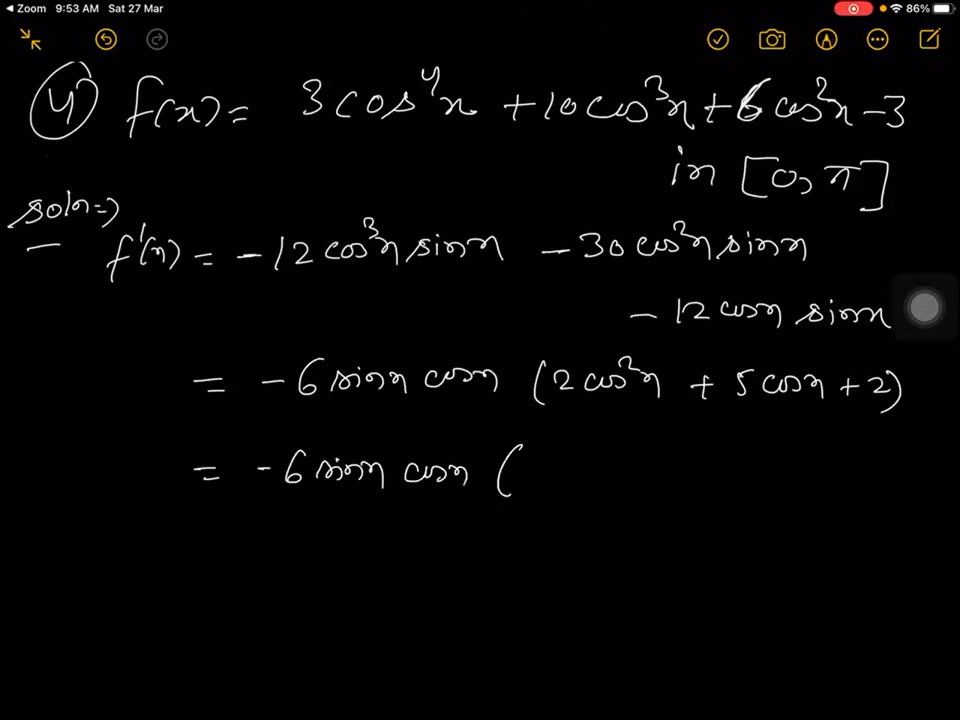 Zoom 9:53 AM Sat 27 Mar 86%
(4) f(x) = 3cos⁴x + 10cos³x + 6cos²x - 3
in [0, π]
soln⇒
f'(x) = -12cos³x sinx - 30cos²x sinx
- 12cosx sinx
= -6sinx cosx (2cos²x + 5cosx + 2)
= -6sinx cosx (